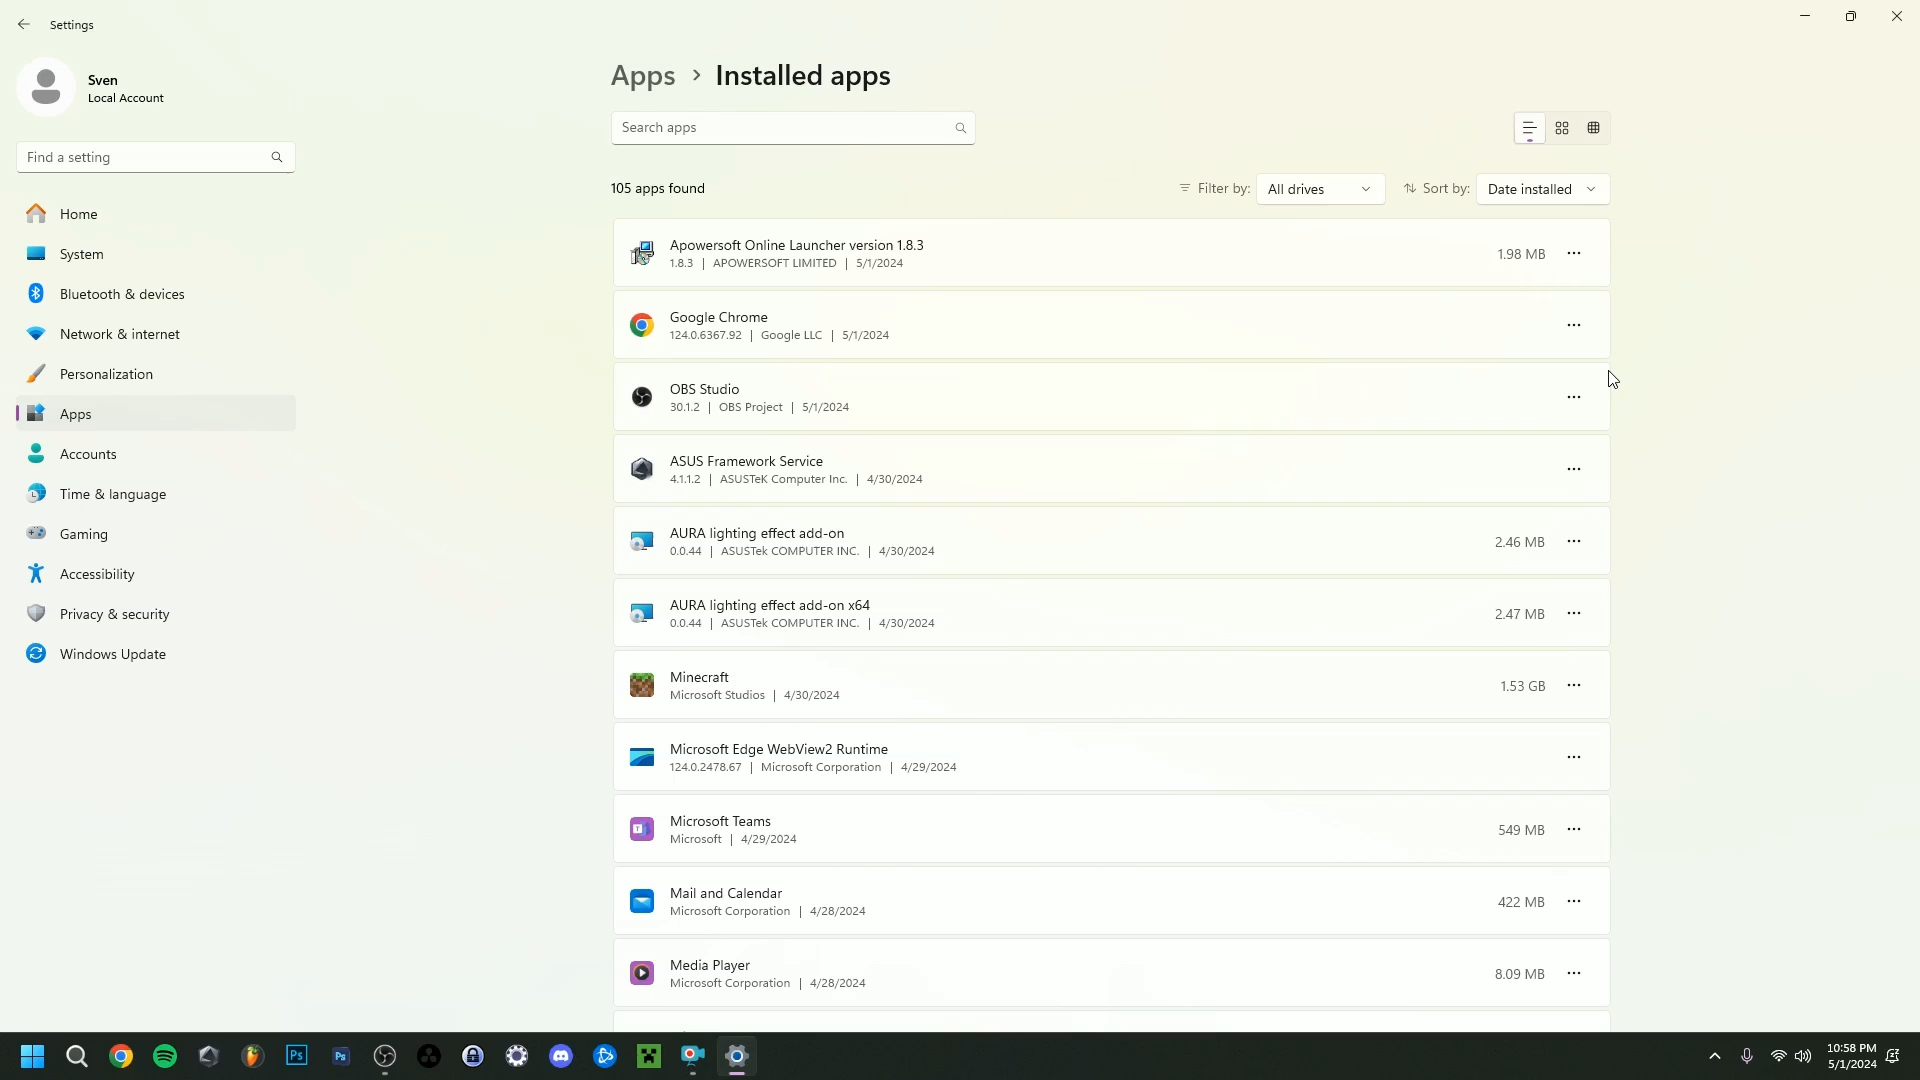 Settings
Sven
Local Account
Find a setting
Home
System
Bluetooth & devices
Network & internet
Personalization
Apps
Accounts
Time & language
Gaming
Accessibility
Privacy & security
Windows Update
Apps > Installed apps
Search apps
105 apps found
Filter by: All drives
Sort by: Date installed
Apowersoft Online Launcher version 1.8.3
1.8.3 | APOWERSOFT LIMITED | 5/1/2024
1.98 MB
Google Chrome
124.0.6367.92 | Google LLC | 5/1/2024
OBS Studio
30.1.2 | OBS Project | 5/1/2024
ASUS Framework Service
4.1.1.2 | ASUSTeK Computer Inc. | 4/30/2024
AURA lighting effect add-on
0.0.44 | ASUSTek COMPUTER INC. | 4/30/2024
2.46 MB
AURA lighting effect add-on x64
0.0.44 | ASUSTek COMPUTER INC. | 4/30/2024
2.47 MB
Minecraft
Microsoft Studios | 4/30/2024
1.53 GB
Microsoft Edge WebView2 Runtime
124.0.2478.67 | Microsoft Corporation | 4/29/2024
Microsoft Teams
Microsoft | 4/29/2024
549 MB
Mail and Calendar
Microsoft Corporation | 4/28/2024
422 MB
Media Player
Microsoft Corporation | 4/28/2024
8.09 MB
Ps
Ps
10:58 PM
5/1/2024